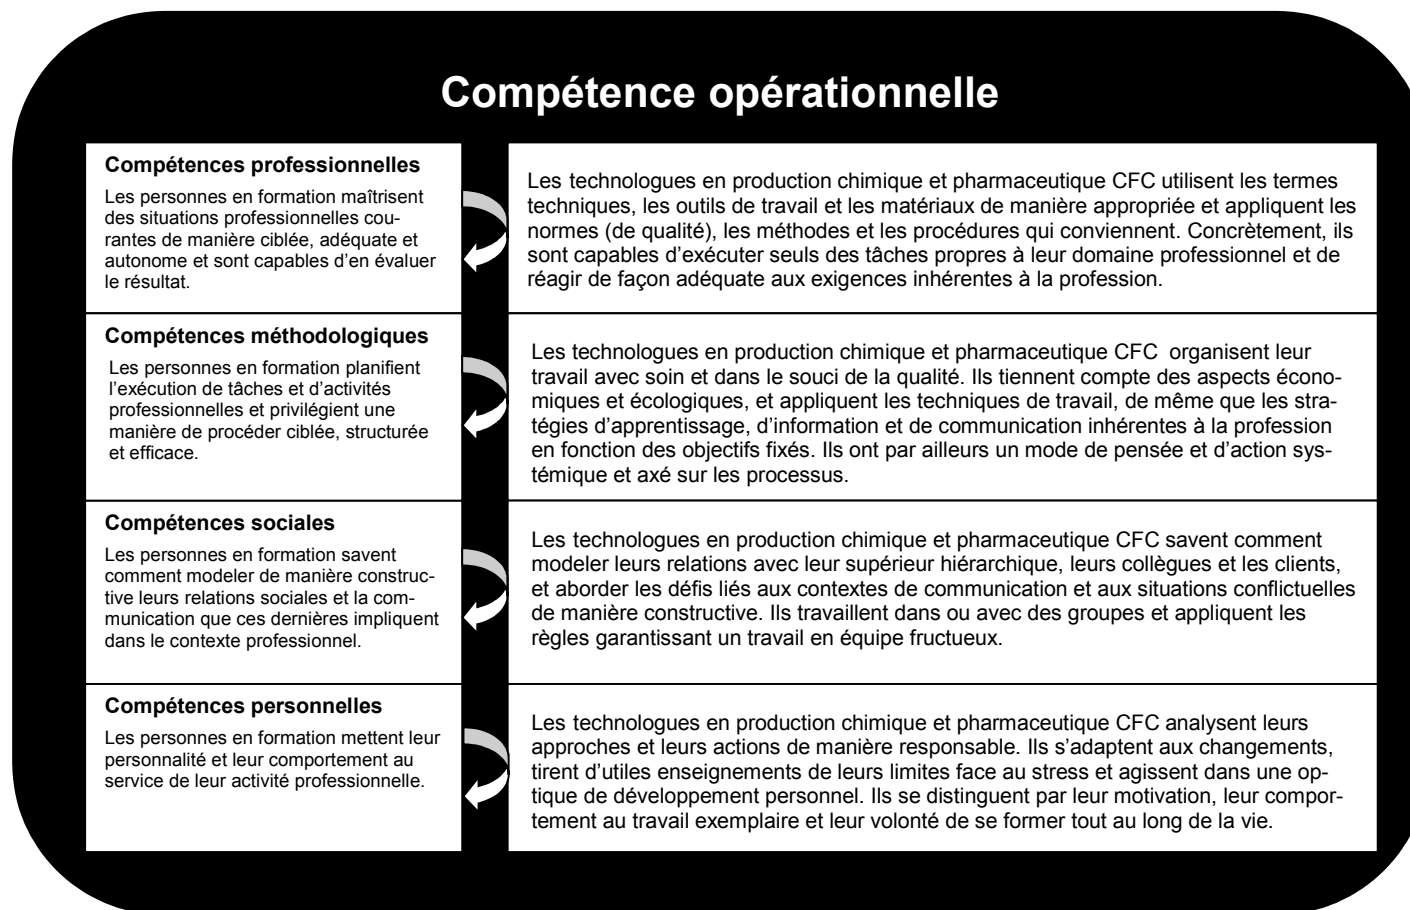 Compétence opérationnelle
Compétences professionnelles
Les personnes en formation maîtrisent
des situations professionnelles cou-
rantes de manière ciblée, adéquate et
autonome et sont capables d'en évaluer
le résultat.
Les technologues en production chimique et pharmaceutique CFC utilisent les termes
techniques, les outils de travail et les matériaux de manière appropriée et appliquent les
normes (de qualité), les méthodes et les procédures qui conviennent. Concrètement, ils
sont capables d'exécuter seuls des tâches propres à leur domaine professionnel et de
réagir de façon adéquate aux exigences inhérentes à la profession.
Compétences méthodologiques
Les personnes en formation planifient
l'exécution de tâches et d'activités
professionnelles et privilégient une
manière de procéder ciblée, structurée
et efficace.
Les technologues en production chimique et pharmaceutique CFC organisent leur
travail avec soin et dans le souci de la qualité. Ils tiennent compte des aspects écono-
miques et écologiques, et appliquent les techniques de travail, de même que les stra-
tégies d'apprentissage, d'information et de communication inhérentes à la profession
en fonction des objectifs fixés. Ils ont par ailleurs un mode de pensée et d'action sys-
témique et axé sur les processus.
Compétences sociales
Les personnes en formation savent
comment modeler de manière construc-
tive leurs relations sociales et la com-
munication que ces dernières impliquent
dans le contexte professionnel.
Les technologues en production chimique et pharmaceutique CFC savent comment
modeler leurs relations avec leur supérieur hiérarchique, leurs collègues et les clients,
et aborder les défis liés aux contextes de communication et aux situations conflictuelles
de manière constructive. Ils travaillent dans ou avec des groupes et appliquent les
règles garantissant un travail en équipe fructueux.
Compétences personnelles
Les personnes en formation mettent leur
personnalité et leur comportement au
service de leur activité professionnelle.
Les technologues en production chimique et pharmaceutique CFC analysent leurs
approches et leurs actions de manière responsable. Ils s'adaptent aux changements,
tirent d'utiles enseignements de leurs limites face au stress et agissent dans une op-
tique de développement personnel. Ils se distinguent par leur motivation, leur compor-
tement au travail exemplaire et leur volonté de se former tout au long de la vie.